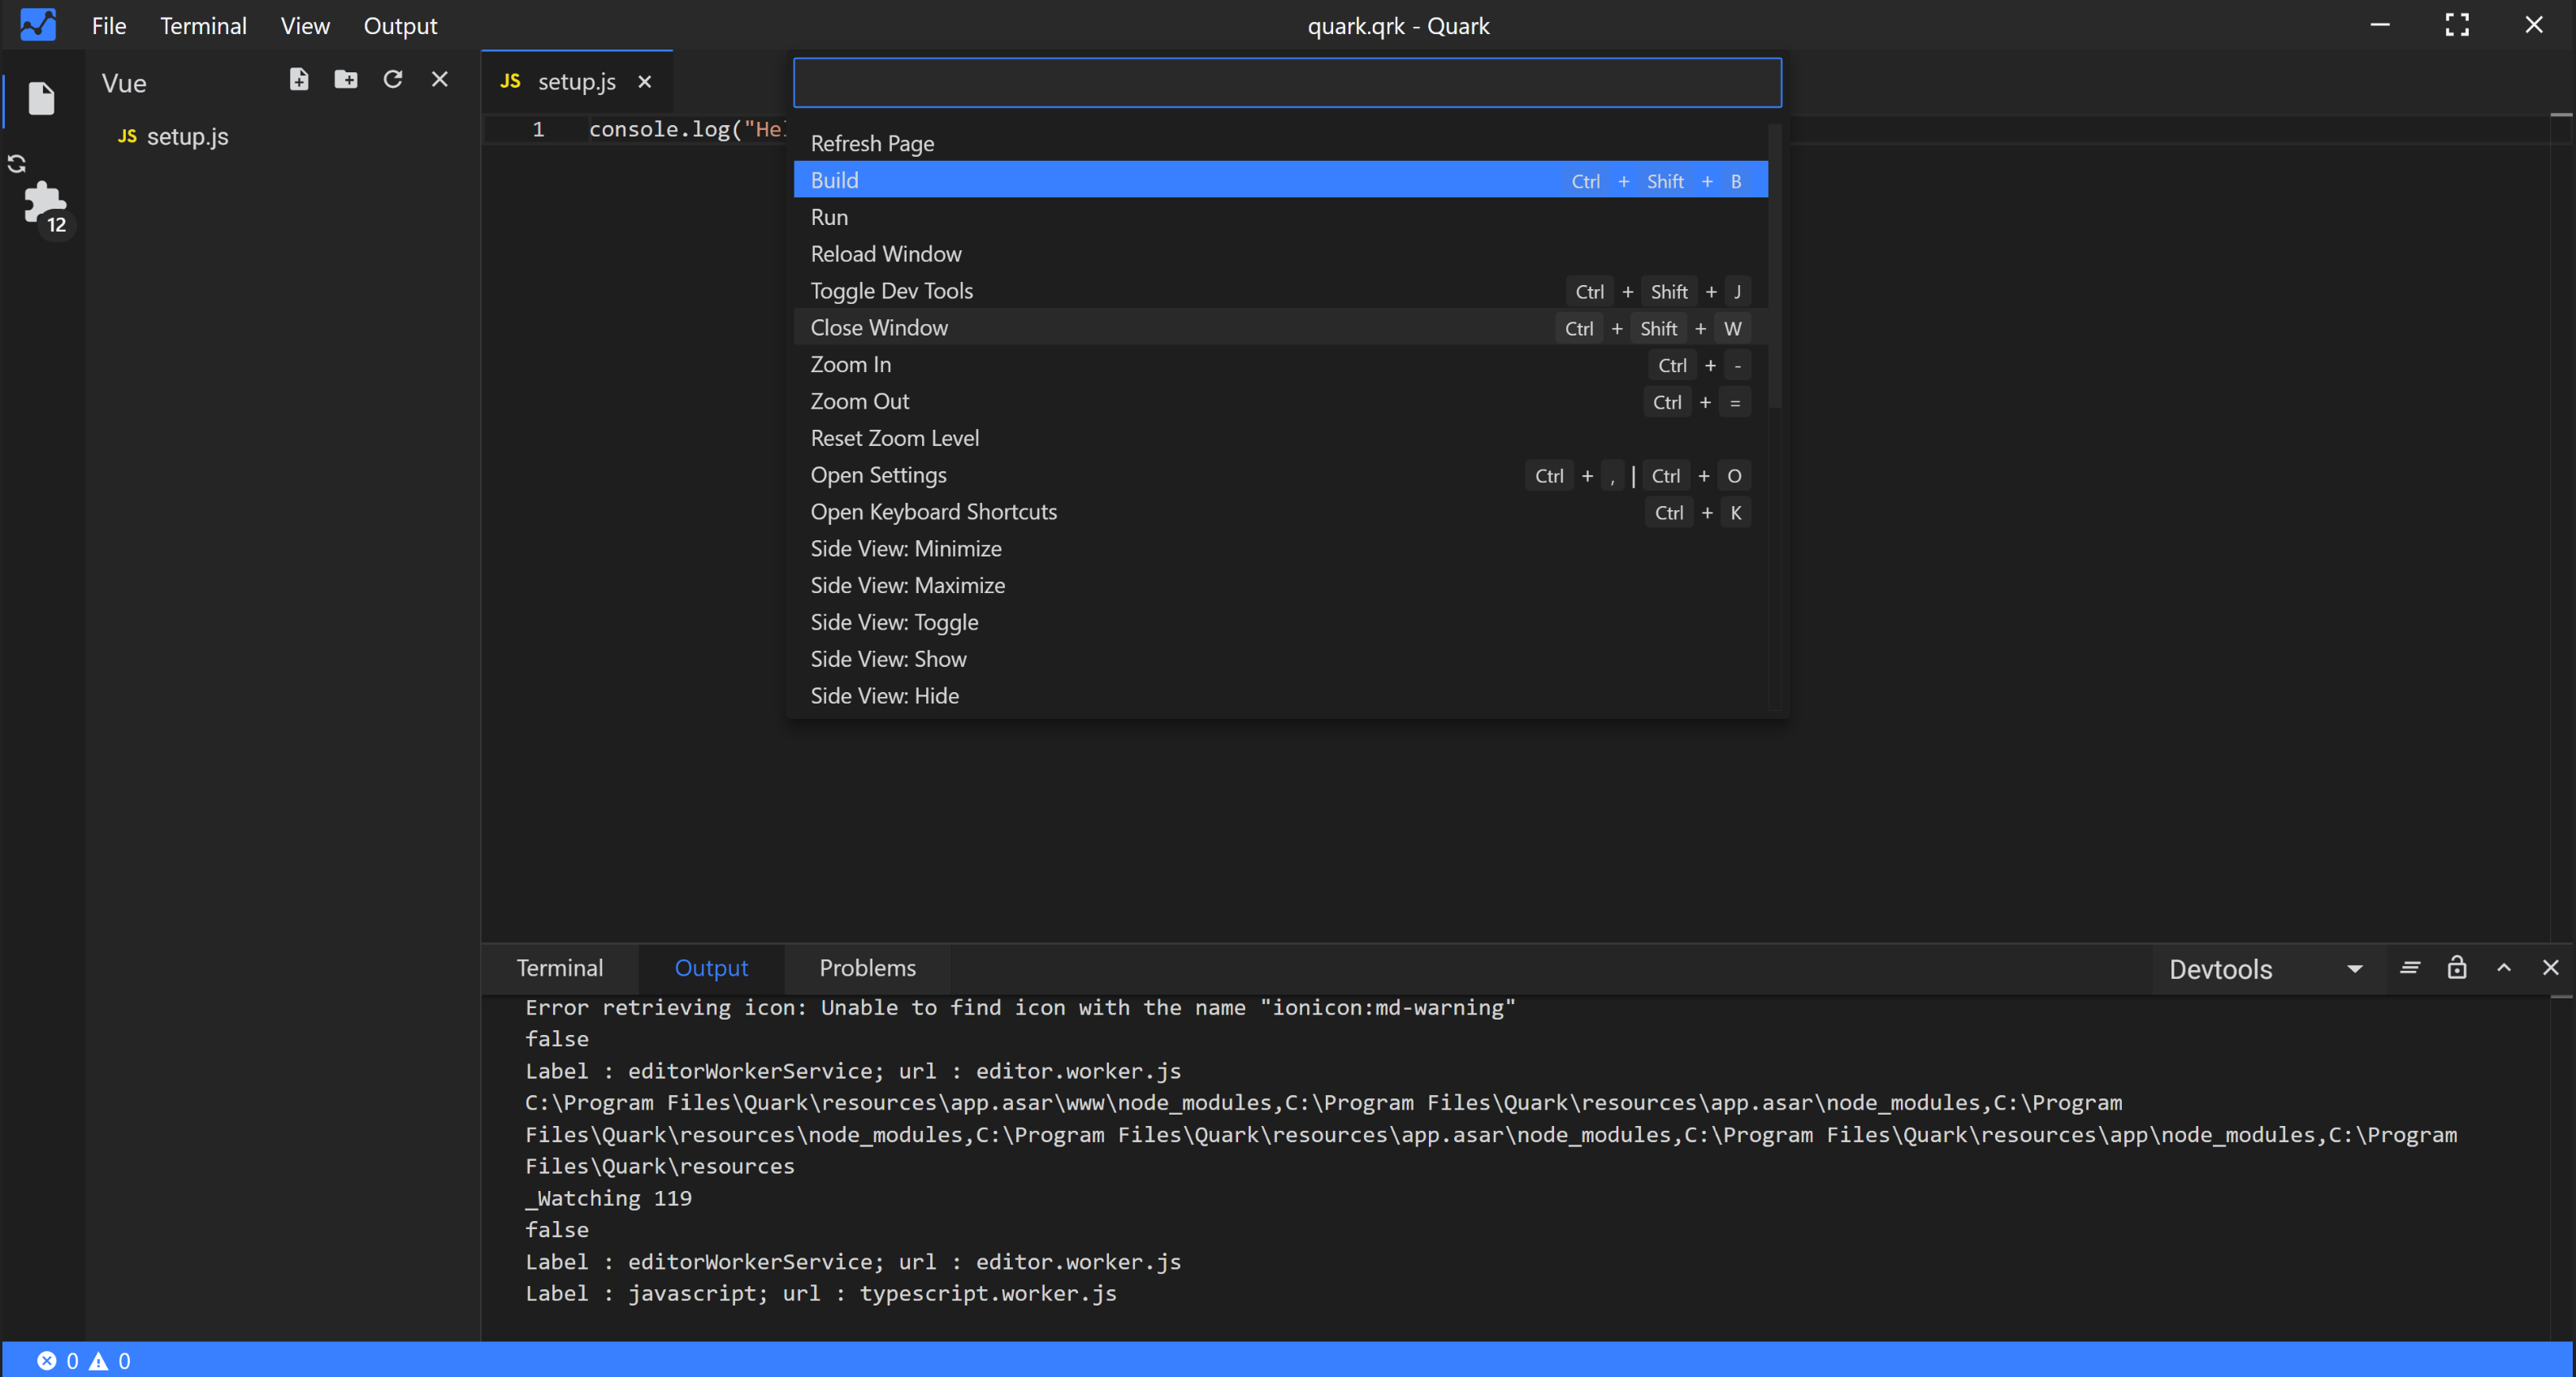 File Terminal View Output quark.qrk - Quark
Vue
JS setup.js
12
JS setup.js
1 console.log("He
Refresh Page
Build Ctrl + Shift + B
Run
Reload Window
Toggle Dev Tools Ctrl + Shift + J
Close Window Ctrl + Shift + W
Zoom In Ctrl + -
Zoom Out Ctrl + =
Reset Zoom Level
Open Settings Ctrl + , | Ctrl + O
Open Keyboard Shortcuts Ctrl + K
Side View: Minimize
Side View: Maximize
Side View: Toggle
Side View: Show
Side View: Hide
Terminal Output Problems Devtools
Error retrieving icon: Unable to find icon with the name "ionicon:md-warning"
false
Label : editorWorkerService; url : editor.worker.js
C:\Program Files\Quark\resources\app.asar\www\node_modules,C:\Program Files\Quark\resources\app.asar\node_modules,C:\Program
Files\Quark\resources\node_modules,C:\Program Files\Quark\resources\app.asar\node_modules,C:\Program Files\Quark\resources\app\node_modules,C:\Program
Files\Quark\resources
_Watching 119
false
Label : editorWorkerService; url : editor.worker.js
Label : javascript; url : typescript.worker.js
0 0